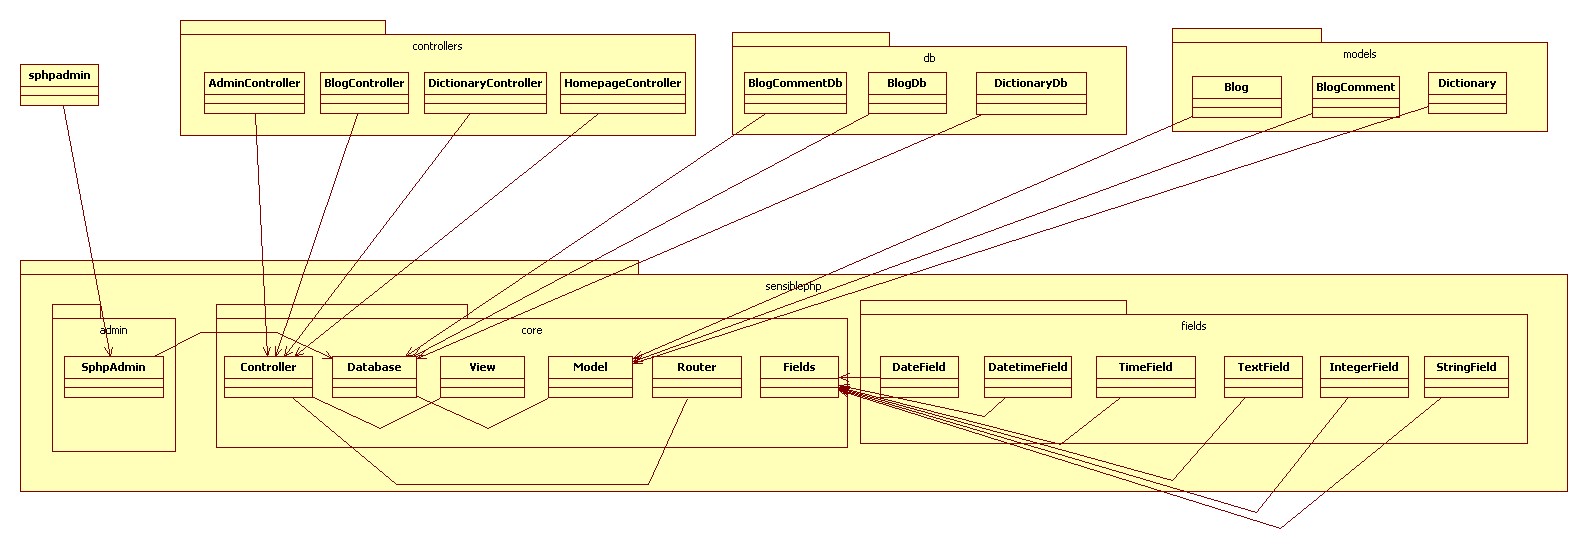 controllers
db
models
sphpadmin
AdminController
BlogController
DictionaryController
HomepageController
BlogCommentDb
BlogDb
DictionaryDb
Blog
BlogComment
Dictionary
sensiblephp
admin
core
fields
SphpAdmin
Controller
Database
View
Model
Router
Fields
DateField
DatetimeField
TimeField
TextField
IntegerField
StringField